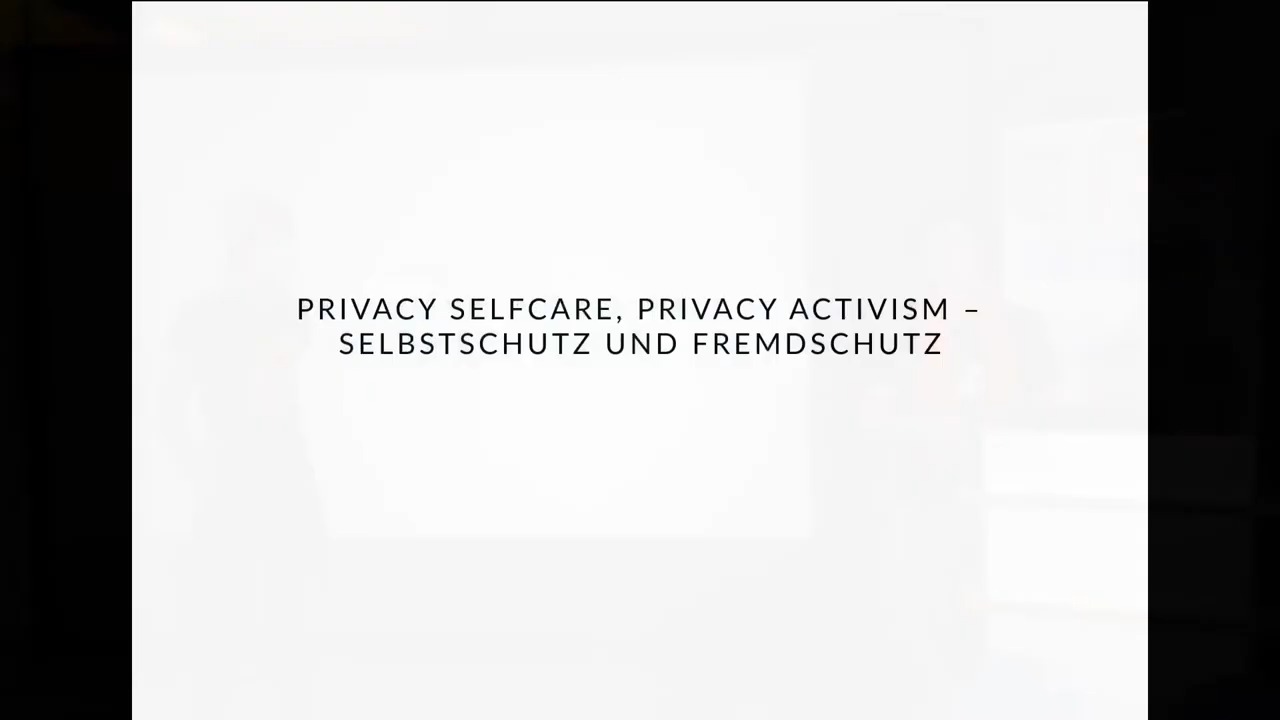 PRIVACY SELFCARE, PRIVACY ACTIVISM –
SELBSTSCHUTZ UND FREMDSCHUTZ